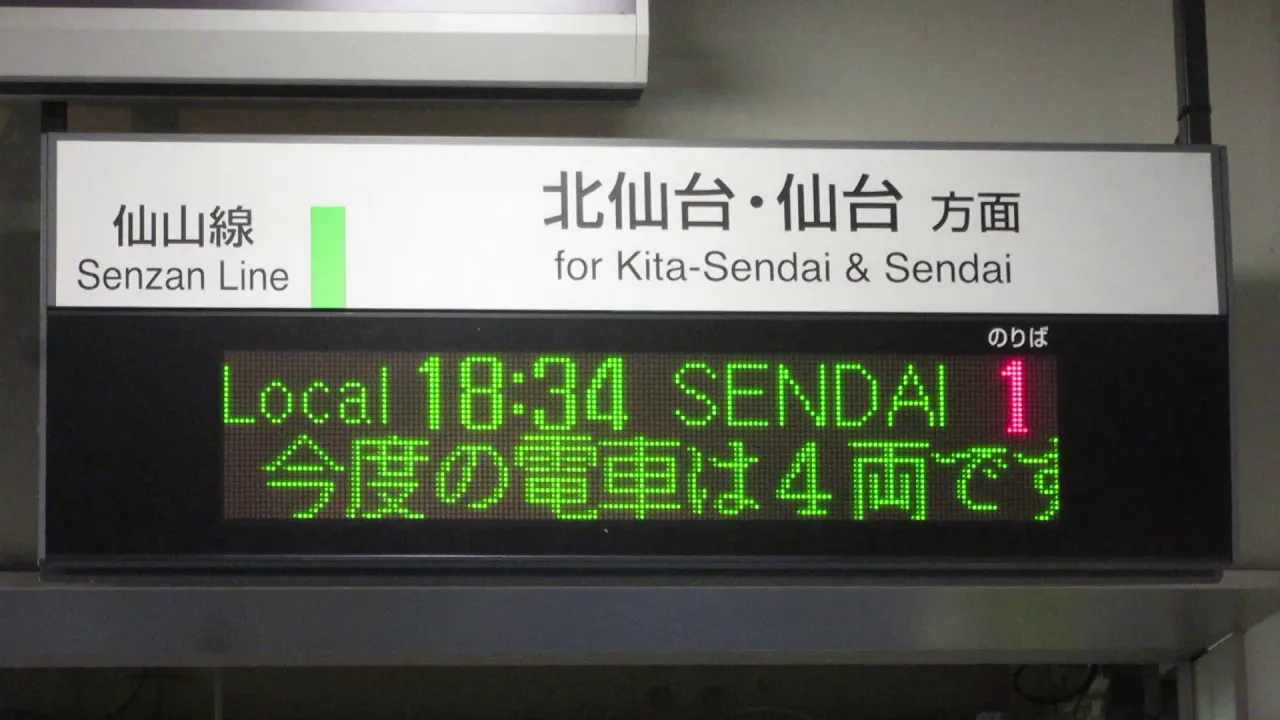 仙山線
Senzan Line
北仙台・仙台 方面
for Kita-Sendai & Sendai
のりば
Local 18:34 SENDAI 1
今度の電車は4両です